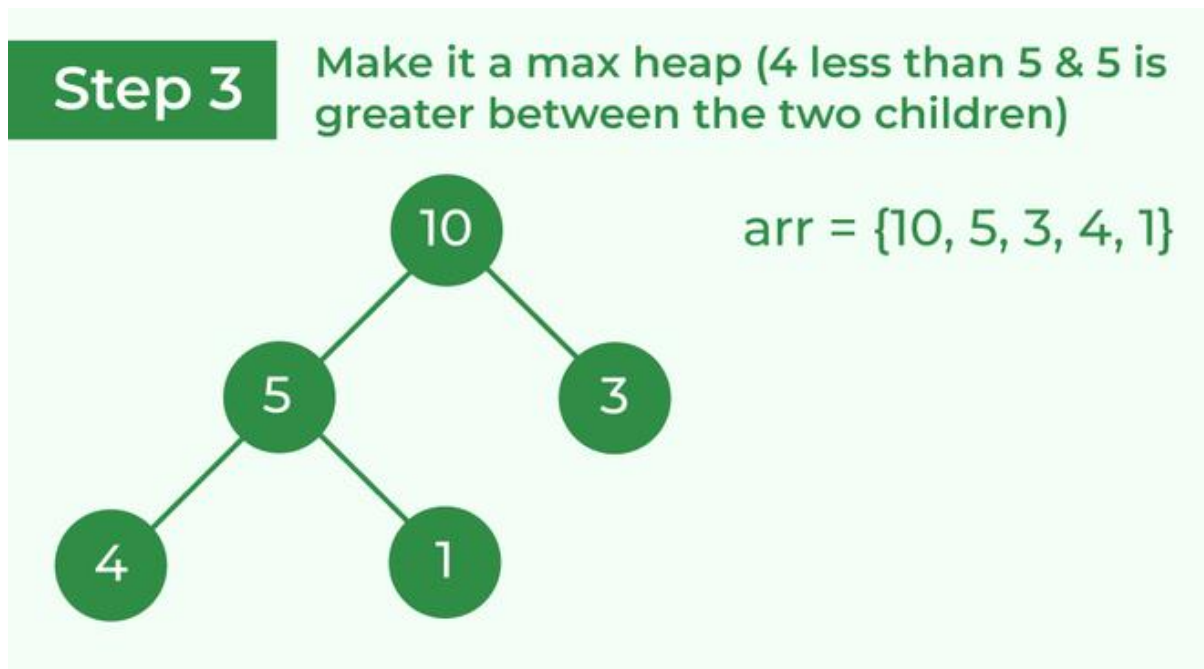 Step 3
Make it a max heap (4 less than 5 & 5 is
greater between the two children)
arr = {10, 5, 3, 4, 1}
10
5
3
4
1